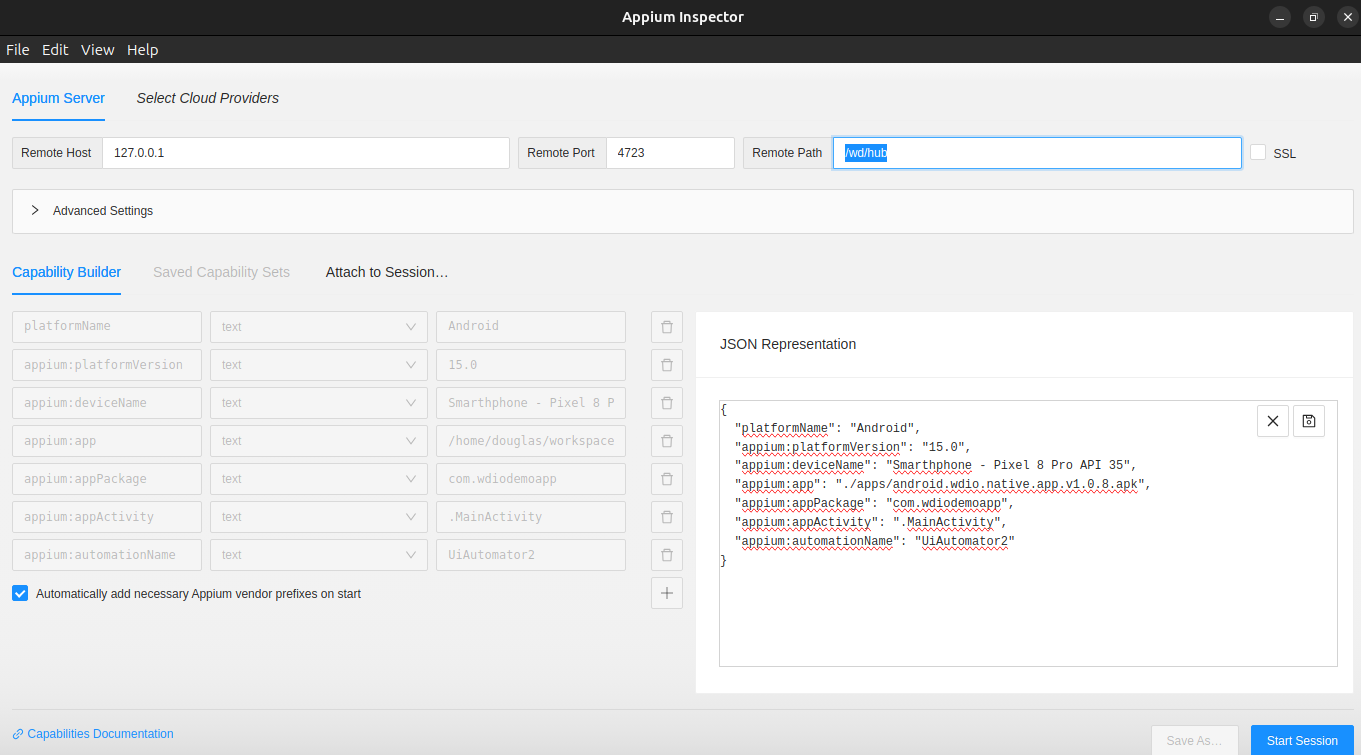 Appium Inspector
File Edit View Help
Appium Server Select Cloud Providers
Remote Host 127.0.0.1 Remote Port 4723 Remote Path /wd/hub SSL
Advanced Settings
Capability Builder Saved Capability Sets Attach to Session…
platformName text Android
appium:platformVersion text 15.0
appium:deviceName text Smarthphone - Pixel 8 P
appium:app text /home/douglas/workspace
appium:appPackage text com.wdiodemoapp
appium:appActivity text .MainActivity
appium:automationName text UiAutomator2
Automatically add necessary Appium vendor prefixes on start
JSON Representation
{
"platformName": "Android",
"appium:platformVersion": "15.0",
"appium:deviceName": "Smarthphone - Pixel 8 Pro API 35",
"appium:app": "./apps/android.wdio.native.app.v1.0.8.apk",
"appium:appPackage": "com.wdiodemoapp",
"appium:appActivity": ".MainActivity",
"appium:automationName": "UiAutomator2"
}
Capabilities Documentation
Save As…
Start Session